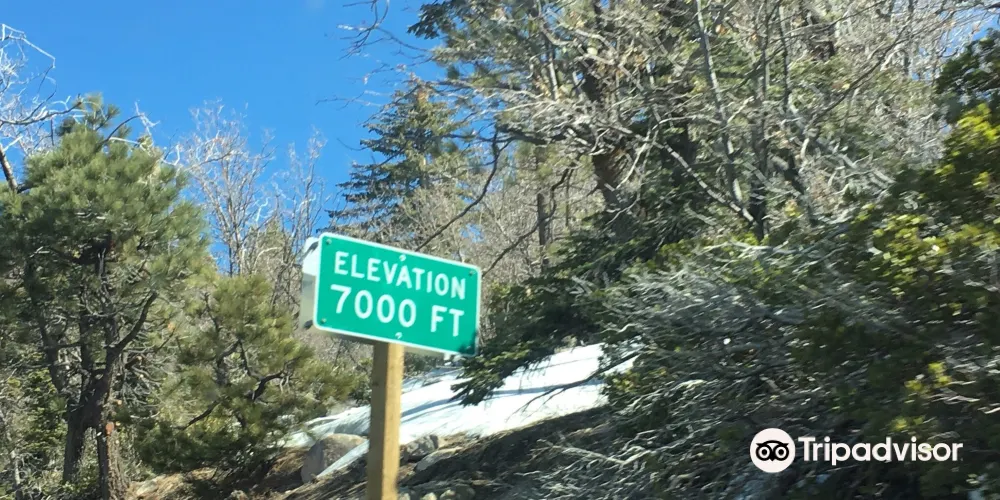 ELEVATION
7000 FT
Tripadvisor